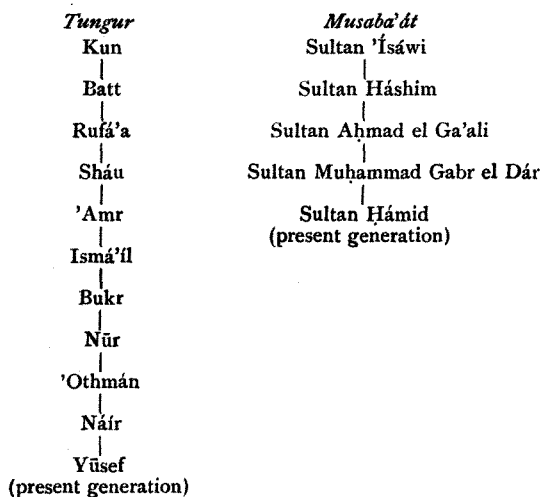 Tungur
Kun
Batt
Rufá’a
Sháu
’Amr
Ismá’íl
Bukr
Nūr
’Othmán
Náír
Yūsef
(present generation)
Musaba’át
Sultan ’Ísáwi
Sultan Háshim
Sultan Aḥmad el Ga’ali
Sultan Muḥammad Gabr el Dár
Sultan Ḥámid
(present generation)